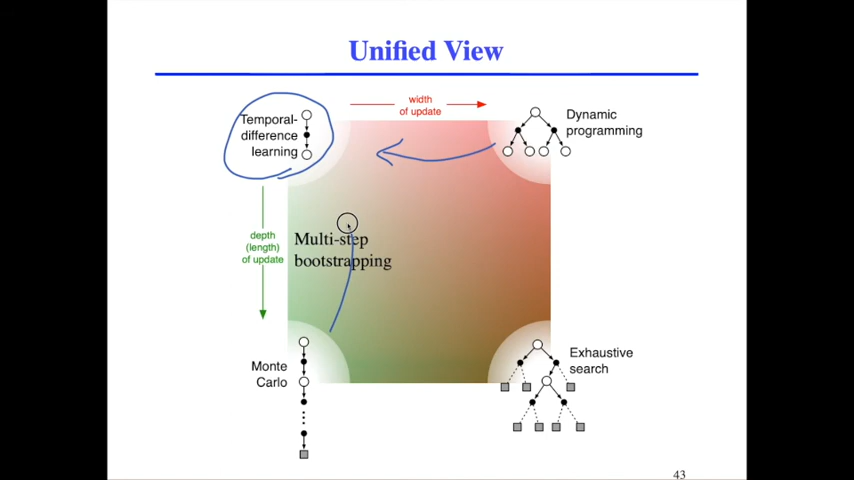 Unified View
width
of update
Temporal-
difference
learning
Dynamic
programming
depth
(length)
of update
Multi-step
bootstrapping
Monte
Carlo
Exhaustive
search
43